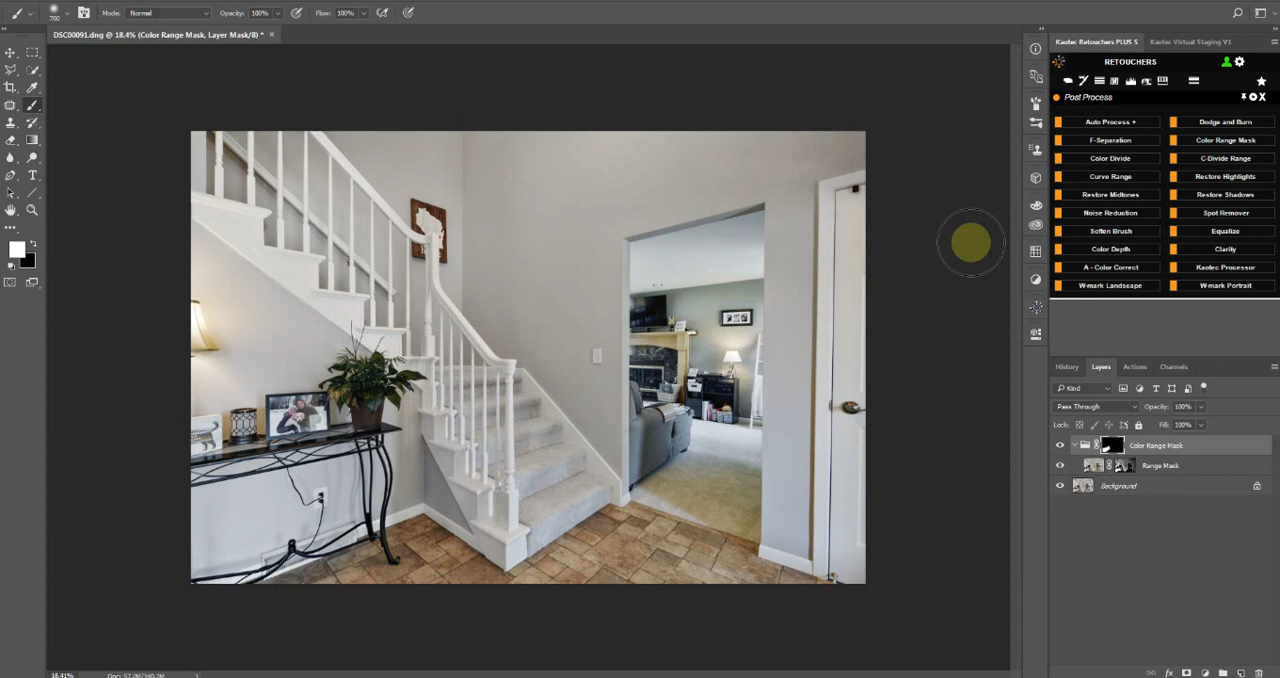 700
Mode: Normal
Opacity: 100%
Flow: 100%
DSC00091.dng @ 18.4% (Color Range Mask, Layer Mask/8) * ×
Kaotec Retouchers PLUS 5
Kaotec Virtual Staging V1
RETOUCHERS
Post Process
Auto Process +
Dodge and Burn
F-Separation
Color Range Mask
Color Divide
C-Divide Range
Curve Range
Restore Highlights
Restore Midtones
Restore Shadows
Noise Reduction
Spot Remover
Soften Brush
Equalize
Color Depth
Clarity
A - Color Correct
Kaotec Processor
W-mark Landscape
W-mark Portrait
History
Layers
Actions
Channels
Kind
Pass Through
Opacity: 100%
Lock:
Fill: 100%
Color Range Mask
Range Mask
Background
fx
18.41%